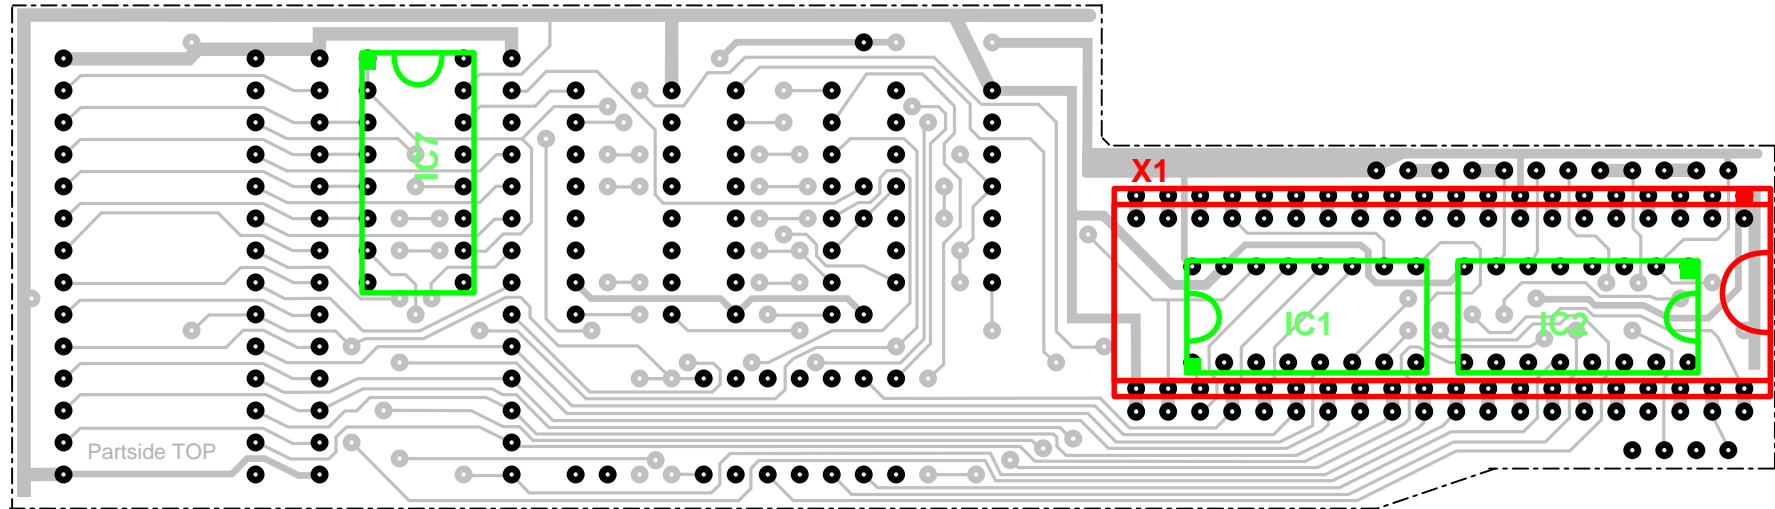 X1
IC7
IC1
IC2
Partside TOP